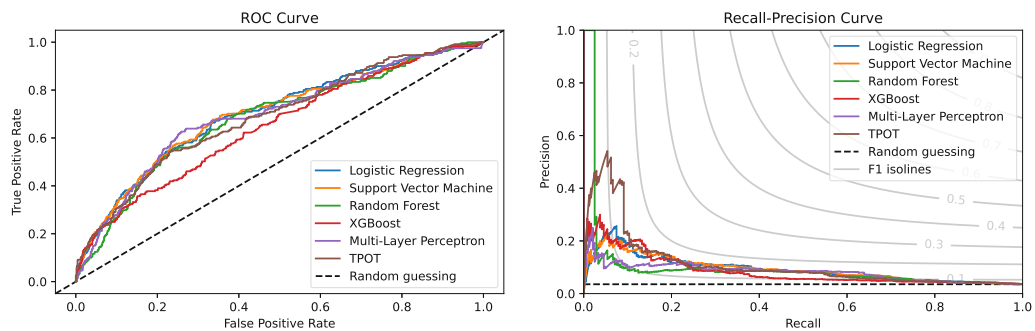 ROC Curve
1.0
0.8
0.6
0.4
0.2
0.0
True Positive Rate
0.0
0.2
0.4
0.6
0.8
1.0
False Positive Rate
Logistic Regression
Support Vector Machine
Random Forest
XGBoost
Multi-Layer Perceptron
TPOT
Random guessing
Recall-Precision Curve
1.0
0.8
0.6
0.4
0.2
0.0
Precision
0.0
0.2
0.4
0.6
0.8
1.0
Recall
Logistic Regression
Support Vector Machine
Random Forest
XGBoost
Multi-Layer Perceptron
TPOT
Random guessing
F1 isolines
0.2
0.5
0.4
0.3
0.1